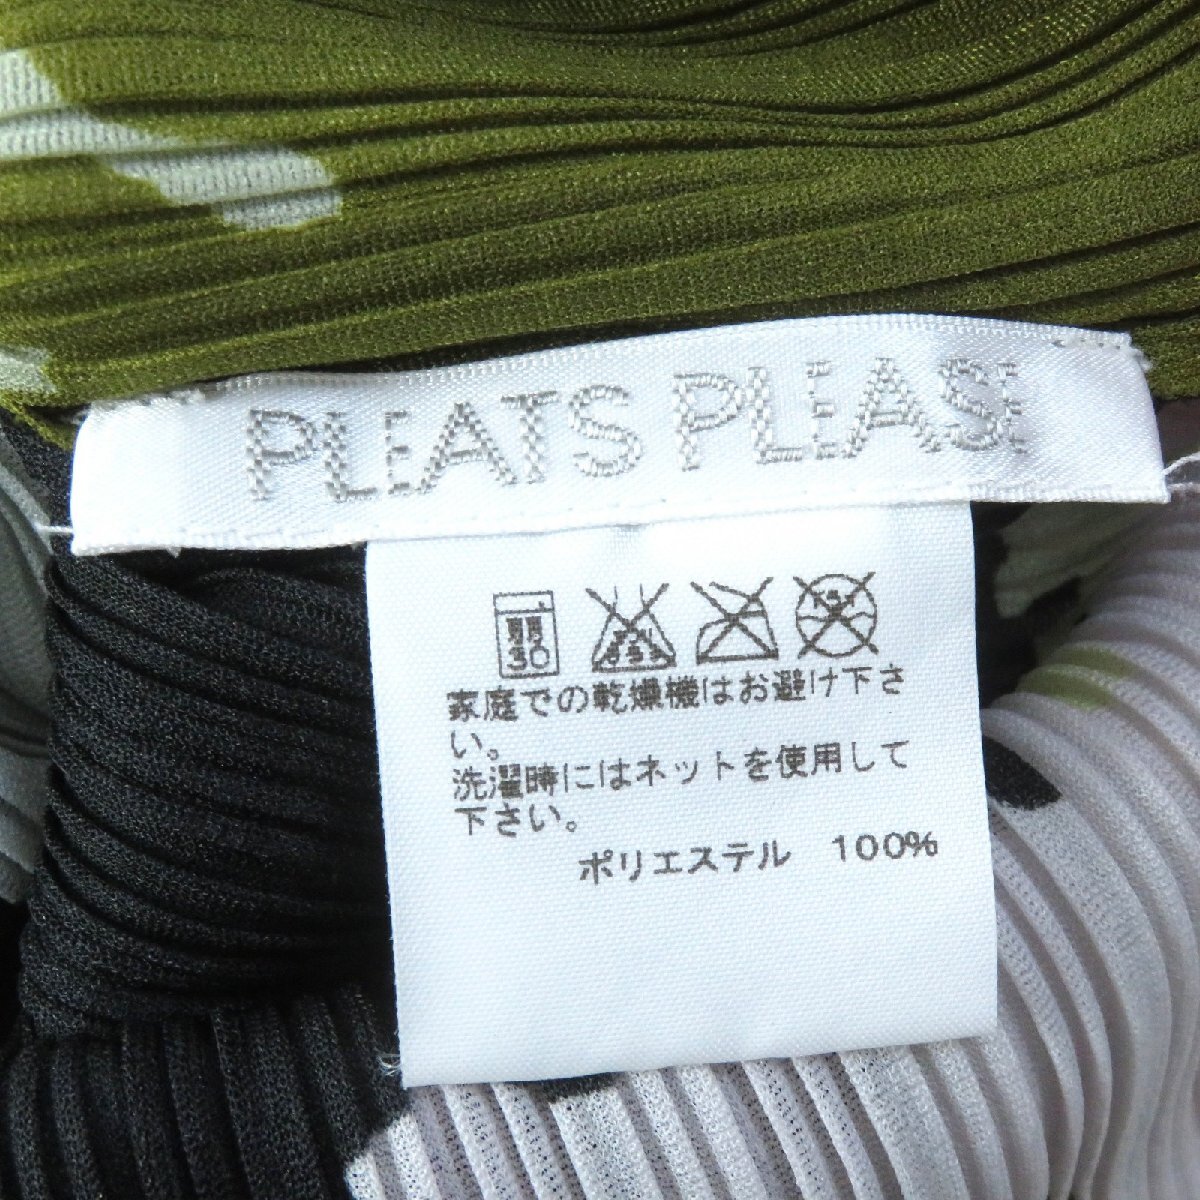 PLEATS PLEASE
30
家庭での乾燥機はお避け下さ
い。
洗濯時にはネットを使用して
下さい。
ポリエステル 100%